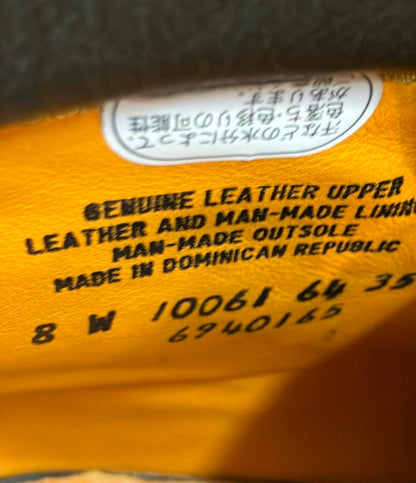 GENUINE LEATHER UPPER
LEATHER AND MAN-MADE LINING
MAN-MADE OUTSOLE
MADE IN DOMINICAN REPUBLIC
8 W 10061 64 35
6940165